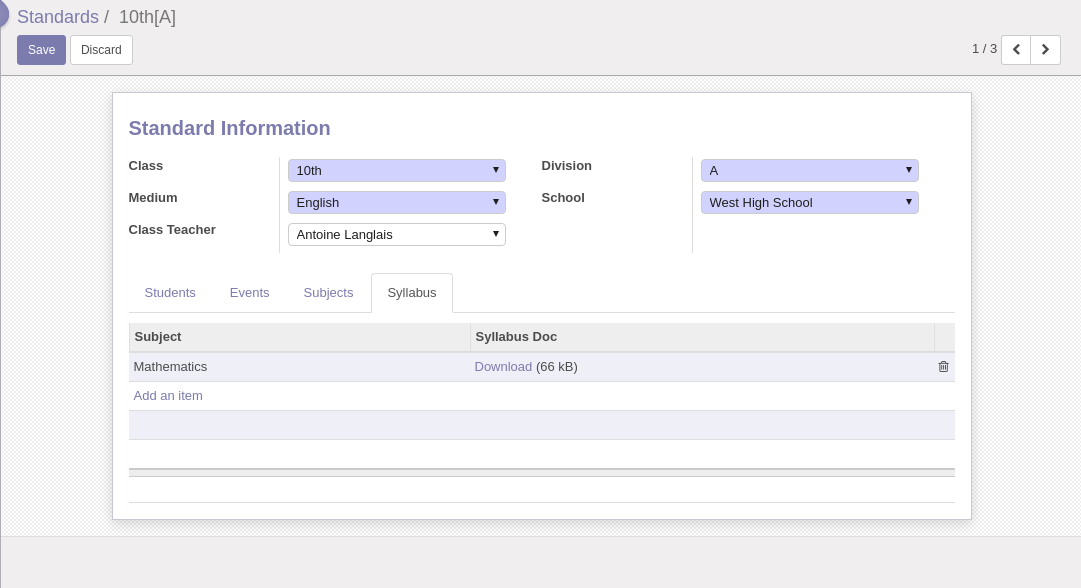 Standards / 10th[A]
Save Discard 1 / 3
Standard Information
Class 10th Division A
Medium English School West High School
Class Teacher Antoine Langlais
Students Events Subjects Syllabus
Subject Syllabus Doc
Mathematics Download (66 kB)
Add an item